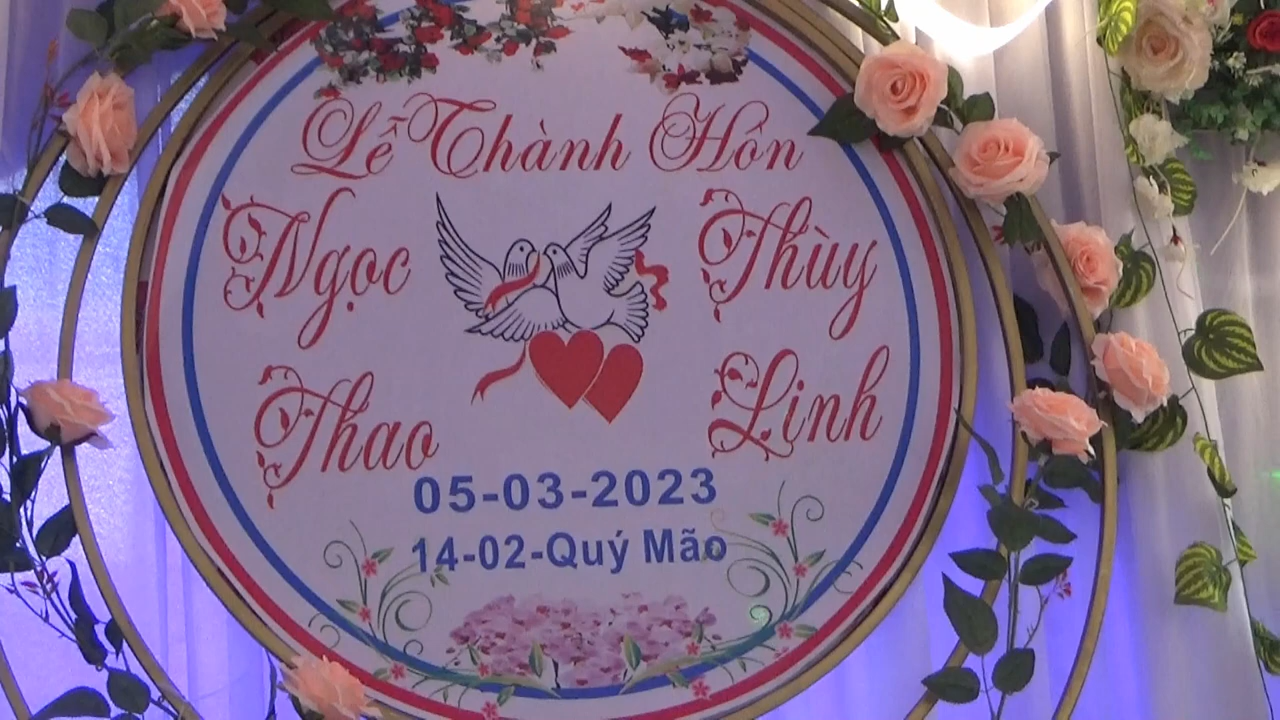 Lễ Thành Hôn
Ngọc Thùy
Thao Linh
05-03-2023
14-02-Quý Mão